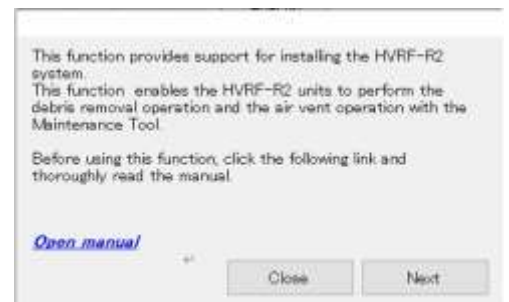 This function provides support for installing the HVRF-R2
system.
This function enables the HVRF-R2 units to perform the
debris removal operation and the air vent operation with the
Maintenance Tool.
Before using this function, click the following link and
thoroughly read the manual.
Open manual
Close Next